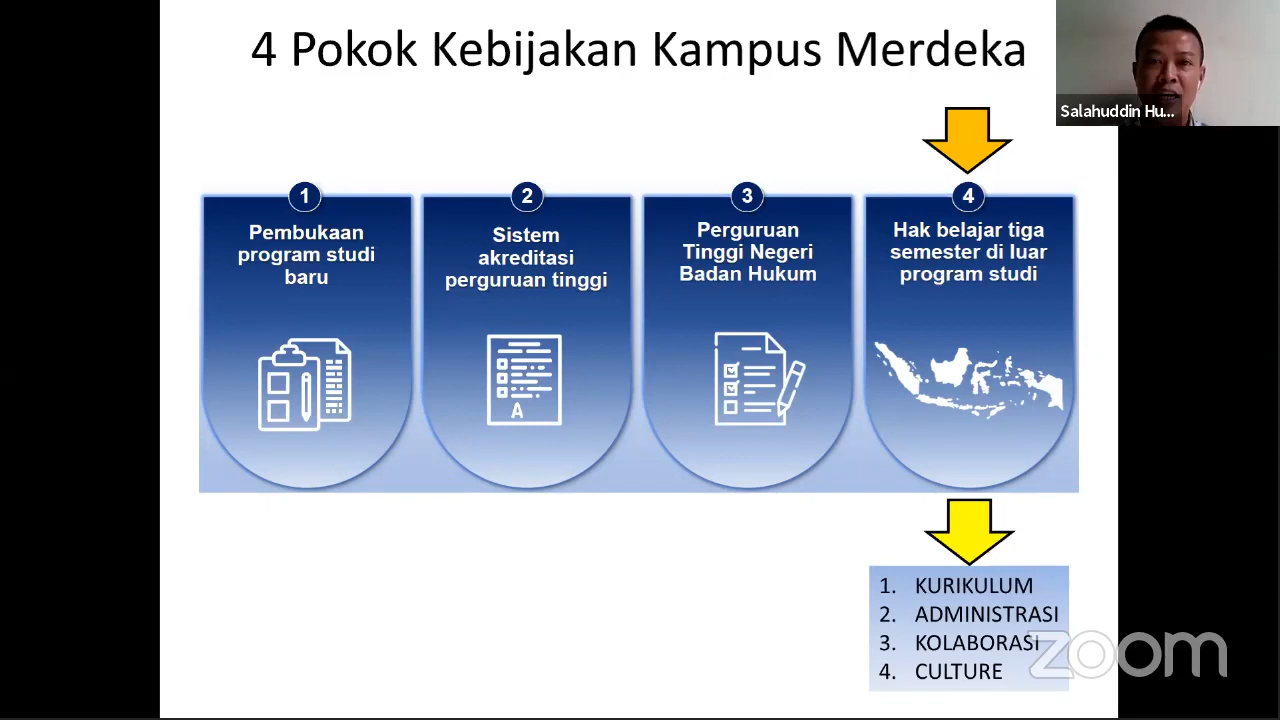 4 Pokok Kebijakan Kampus Merdeka
Salahuddin Hu...
1
Pembukaan
program studi
baru
2
Sistem
akreditasi
perguruan tinggi
A
3
Perguruan
Tinggi Negeri
Badan Hukum
4
Hak belajar tiga
semester di luar
program studi
1. KURIKULUM
2. ADMINISTRASI
3. KOLABORASI
4. CULTURE
zoom